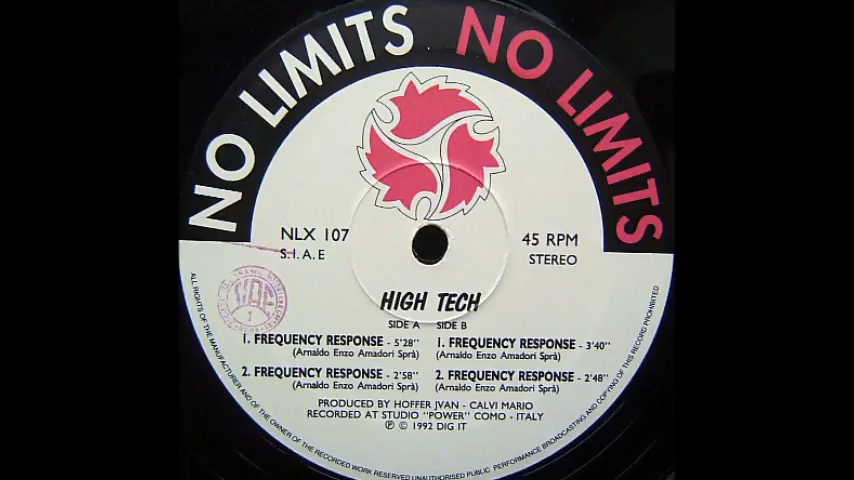 NO LIMITS NO LIMITS
NLX 107
S.I.A.E
45 RPM
STEREO
HIGH TECH
SIDE A SIDE B
1. FREQUENCY RESPONSE - 5'28"
(Arnaldo Enzo Amadori Sprà)
2. FREQUENCY RESPONSE - 2'58"
(Arnaldo Enzo Amadori Sprà)
1. FREQUENCY RESPONSE - 3'40"
(Arnaldo Enzo Amadori Sprà)
2. FREQUENCY RESPONSE - 2'48"
(Arnaldo Enzo Amadori Sprà)
PRODUCED BY HOFFER JVAN - CALVI MARIO
RECORDED AT STUDIO "POWER" COMO - ITALY
℗ © 1992 DIG IT
ALL RIGHTS OF THE MANUFACTURER AND OF THE OWNER OF THE RECORDED WORK RESERVED UNAUTHORISED PUBLIC PERFORMANCE BROADCASTING AND COPYING OF THIS RECORD PROHIBITED
SIAE
1